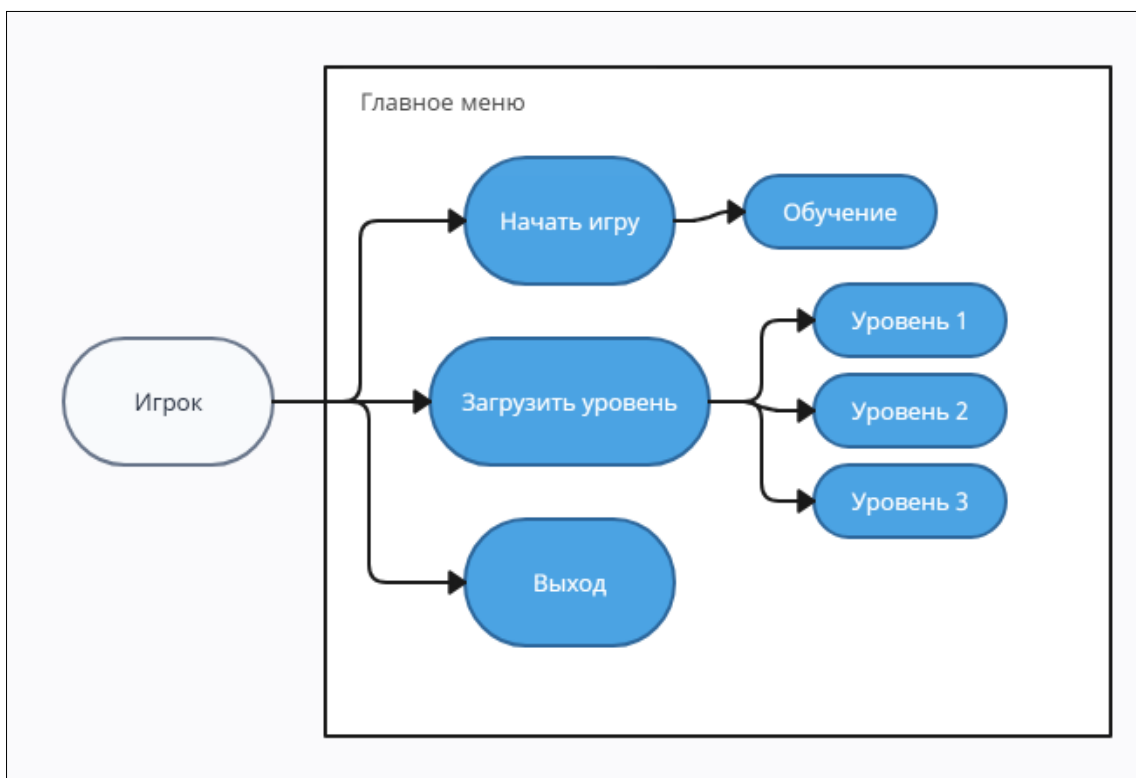 Главное меню
Начать игру
Обучение
Игрок
Загрузить уровень
Уровень 1
Уровень 2
Уровень 3
Выход